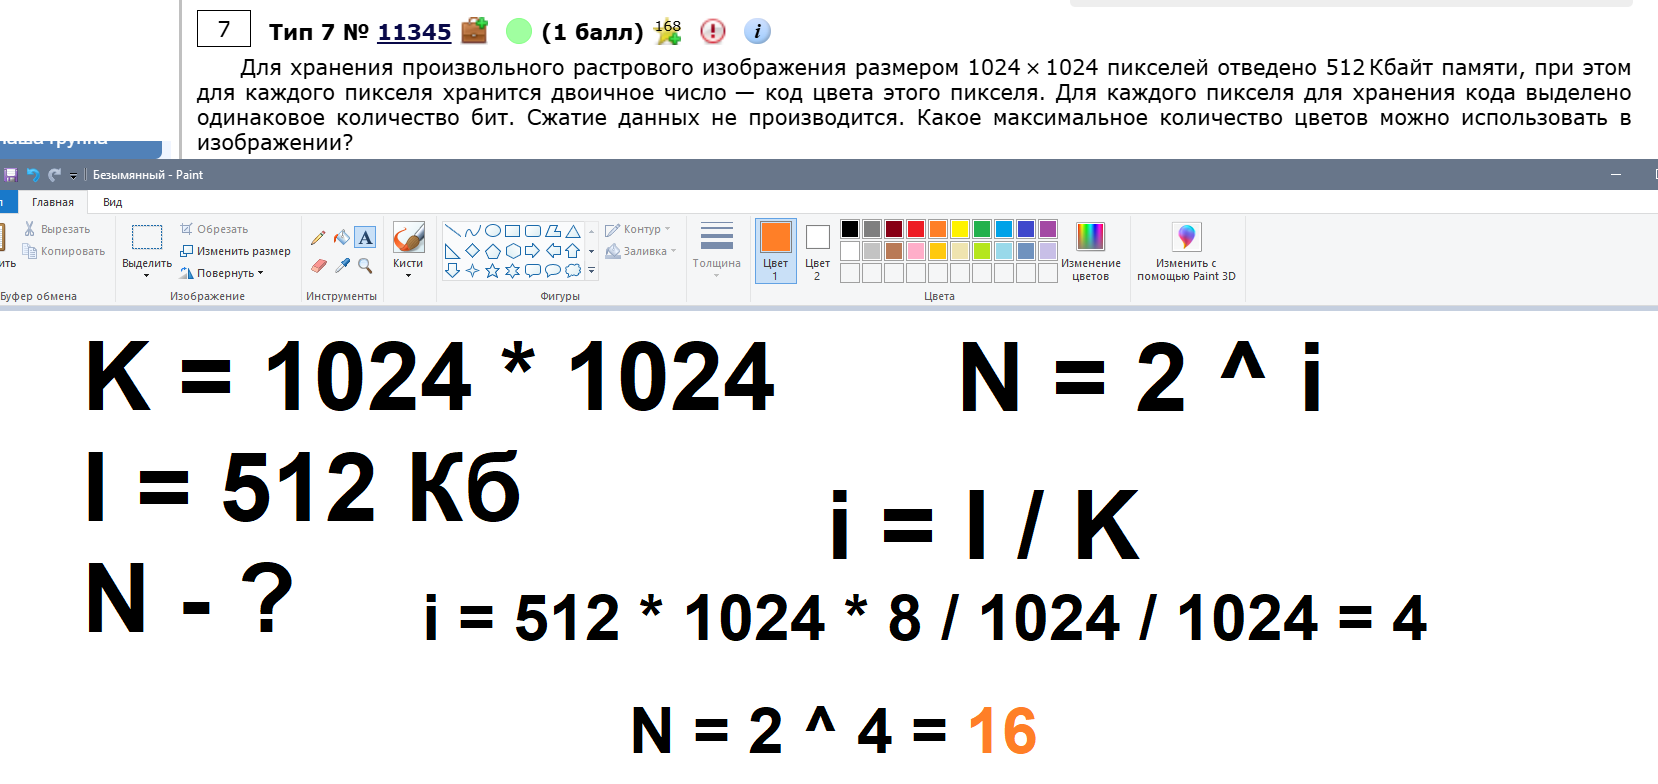 7 Тип 7 № 11345 (1 балл) 168 i
Для хранения произвольного растрового изображения размером 1024 × 1024 пикселей отведено 512 Кбайт памяти, при этом
для каждого пикселя хранится двоичное число — код цвета этого пикселя. Для каждого пикселя для хранения кода выделено
одинаковое количество бит. Сжатие данных не производится. Какое максимальное количество цветов можно использовать в
изображении?
Безымянный - Paint
Главная Вид
Вырезать
Копировать
Буфер обмена
Выделить
Обрезать
Изменить размер
Повернуть
Изображение
A
Инструменты
Кисти
Контур
Заливка
Фигуры
Толщина
Цвет 1
Цвет 2
Цвета
Изменение цветов
Изменить с помощью Paint 3D
K = 1024 * 1024
N = 2 ^ i
I = 512 Кб
i = I / K
N - ?
i = 512 * 1024 * 8 / 1024 / 1024 = 4
N = 2 ^ 4 = 16